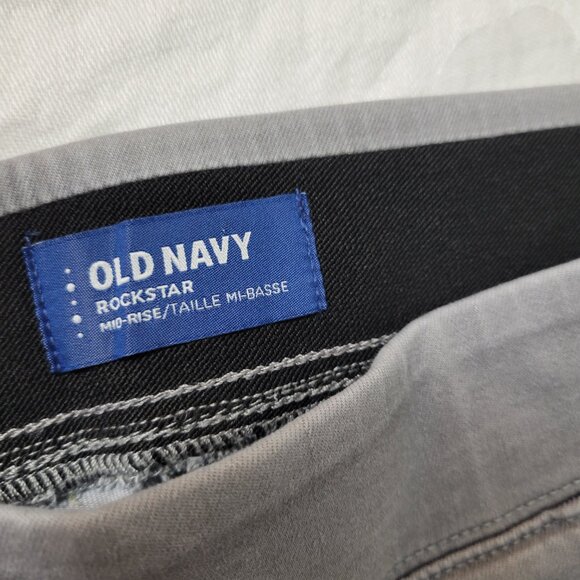 OLD NAVY
ROCKSTAR
MID-RISE/TAILLE MI-BASSE